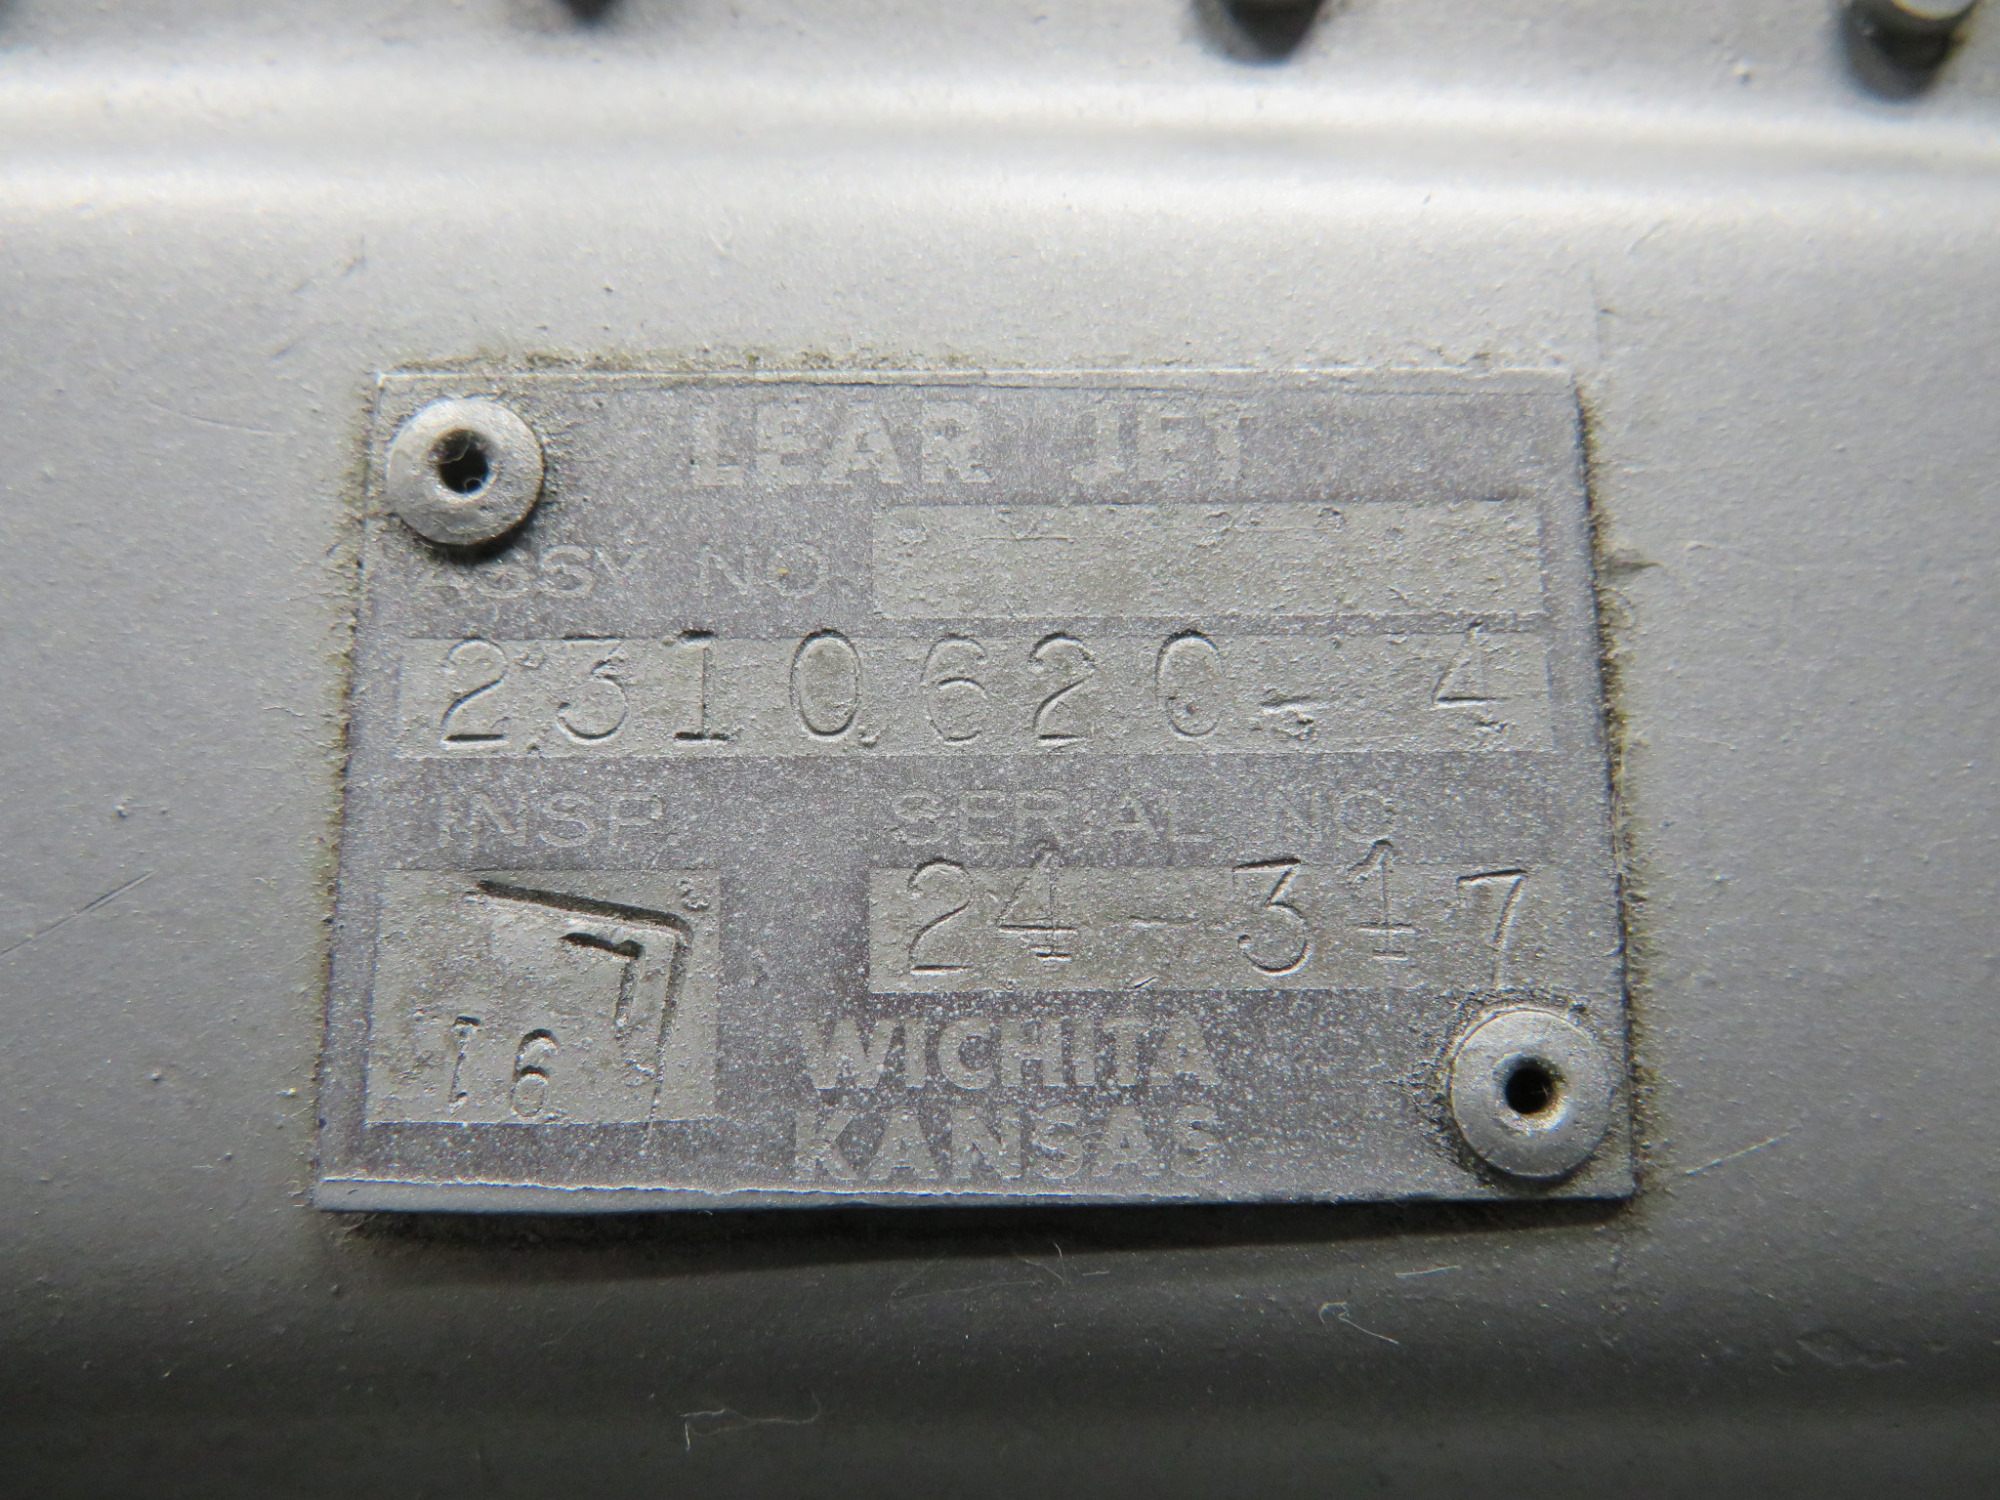 LEAR JET
ASSY NO.
2310620-4
INSP. SERIAL NO.
24-317
16
WICHITA
KANSAS